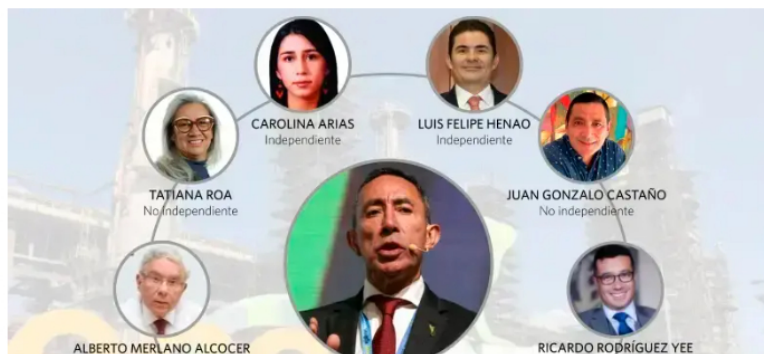 CAROLINA ARIAS
Independiente
LUIS FELIPE HENAO
Independiente
TATIANA ROA
No independiente
JUAN GONZALO CASTAÑO
No independiente
ALBERTO MERLANO ALCOCER
RICARDO RODRÍGUEZ YEE